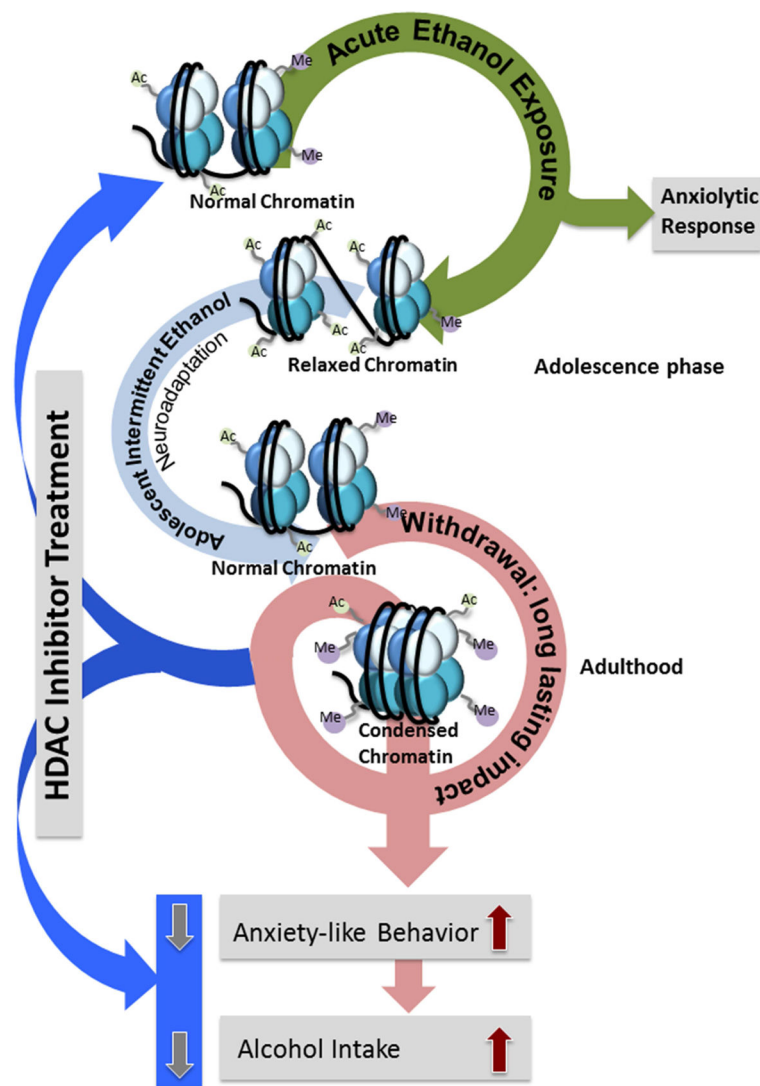 Acute Ethanol Exposure
Ac
Me
Me
Ac
Normal Chromatin
Anxiolytic
Response
Ac
Ac
Ac
Ac
Me
Relaxed Chromatin
Adolescence phase
Adolescent Intermittent Ethanol
Neuroadaptation
HDAC Inhibitor Treatment
Ac
Me
Me
Ac
Normal Chromatin
Withdrawal: long lasting impact
Ac
Ac
Me
Me
Me
Me
Condensed
Chromatin
Adulthood
Anxiety-like Behavior
Alcohol Intake